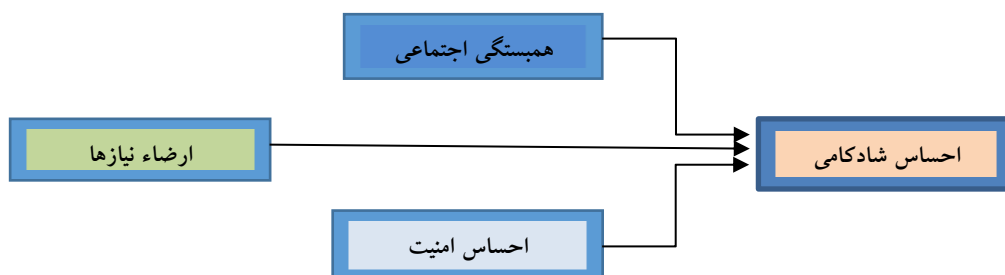 همبستگی اجتماعی
احساس شادکامی
ارضاء نیازها
احساس امنیت